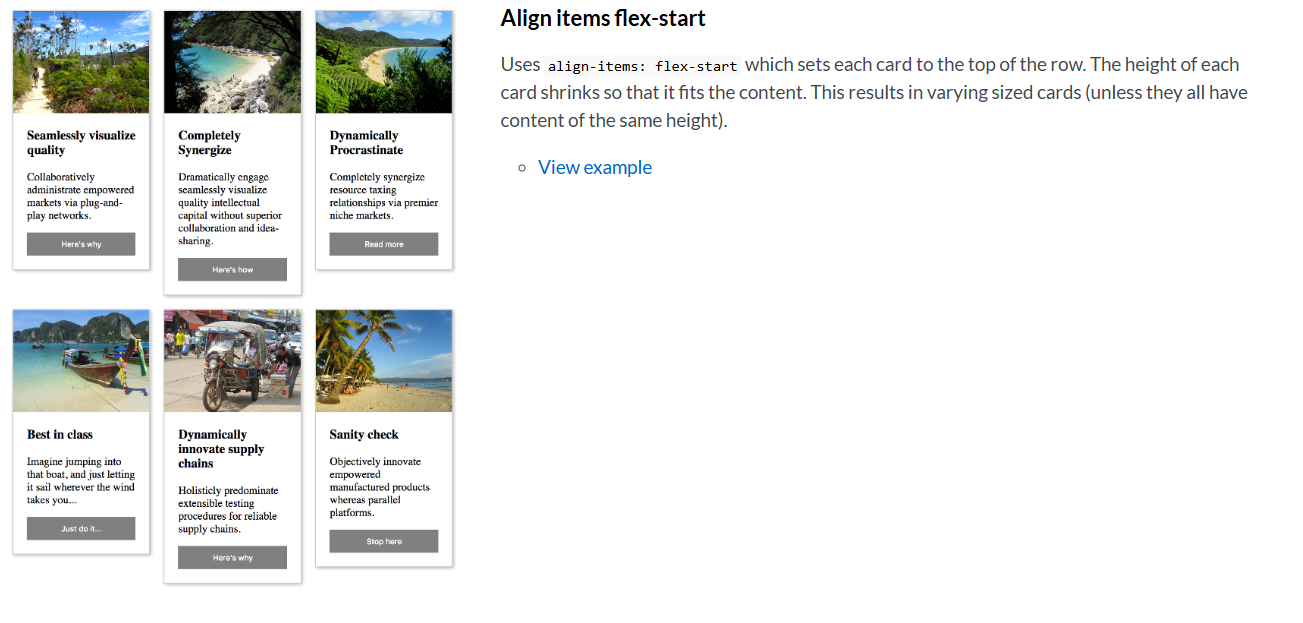 Seamlessly visualize
quality
Collaboratively
administrate empowered
markets via plug-and-
play networks.
Here's why
Completely
Synergize
Dramatically engage
seamlessly visualize
quality intellectual
capital without superior
collaboration and idea-
sharing.
Here's how
Dynamically
Procrastinate
Completely synergize
resource taxing
relationships via premier
niche markets.
Read more
Best in class
Imagine jumping into
that boat, and just letting
it sail wherever the wind
takes you...
Just do it...
Dynamically
innovate supply
chains
Holisticly predominate
extensible testing
procedures for reliable
supply chains.
Here's why
Sanity check
Objectively innovate
empowered
manufactured products
whereas parallel
platforms.
Stop here
Align items flex-start
Uses align-items: flex-start which sets each card to the top of the row. The height of each
card shrinks so that it fits the content. This results in varying sized cards (unless they all have
content of the same height).
View example